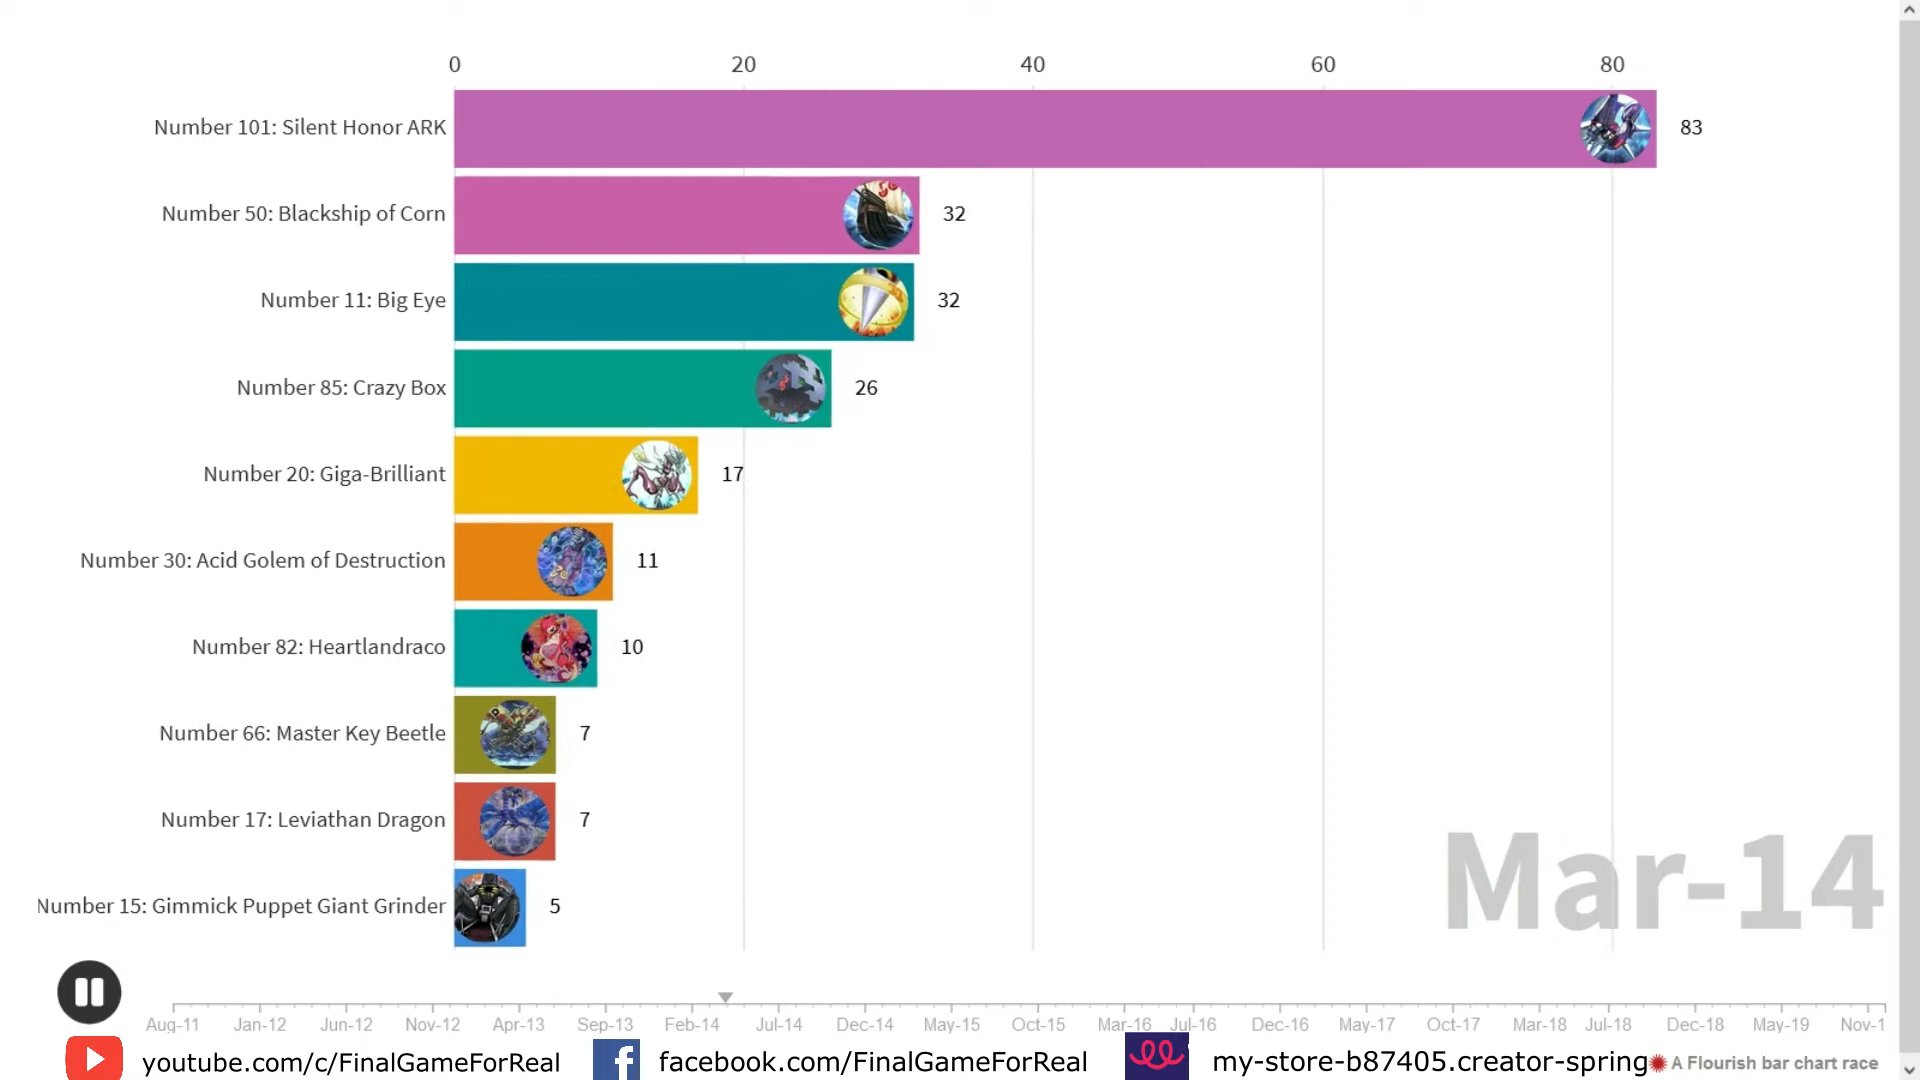 0 20 40 60 80
Number 101: Silent Honor ARK 83
Number 50: Blackship of Corn 32
Number 11: Big Eye 32
Number 85: Crazy Box 26
Number 20: Giga-Brilliant 17
Number 30: Acid Golem of Destruction 11
Number 82: Heartlandraco 10
Number 66: Master Key Beetle 7
Number 17: Leviathan Dragon 7
Number 15: Gimmick Puppet Giant Grinder 5
Mar-14
Aug-11 Jan-12 Jun-12 Nov-12 Apr-13 Sep-13 Feb-14 Jul-14 Dec-14 May-15 Oct-15 Mar-16 Jul-16 Dec-16 May-17 Oct-17 Mar-18 Jul-18 Dec-18 May-19 Nov-1
youtube.com/c/FinalGameForReal facebook.com/FinalGameForReal my-store-b87405.creator-spring A Flourish bar chart race